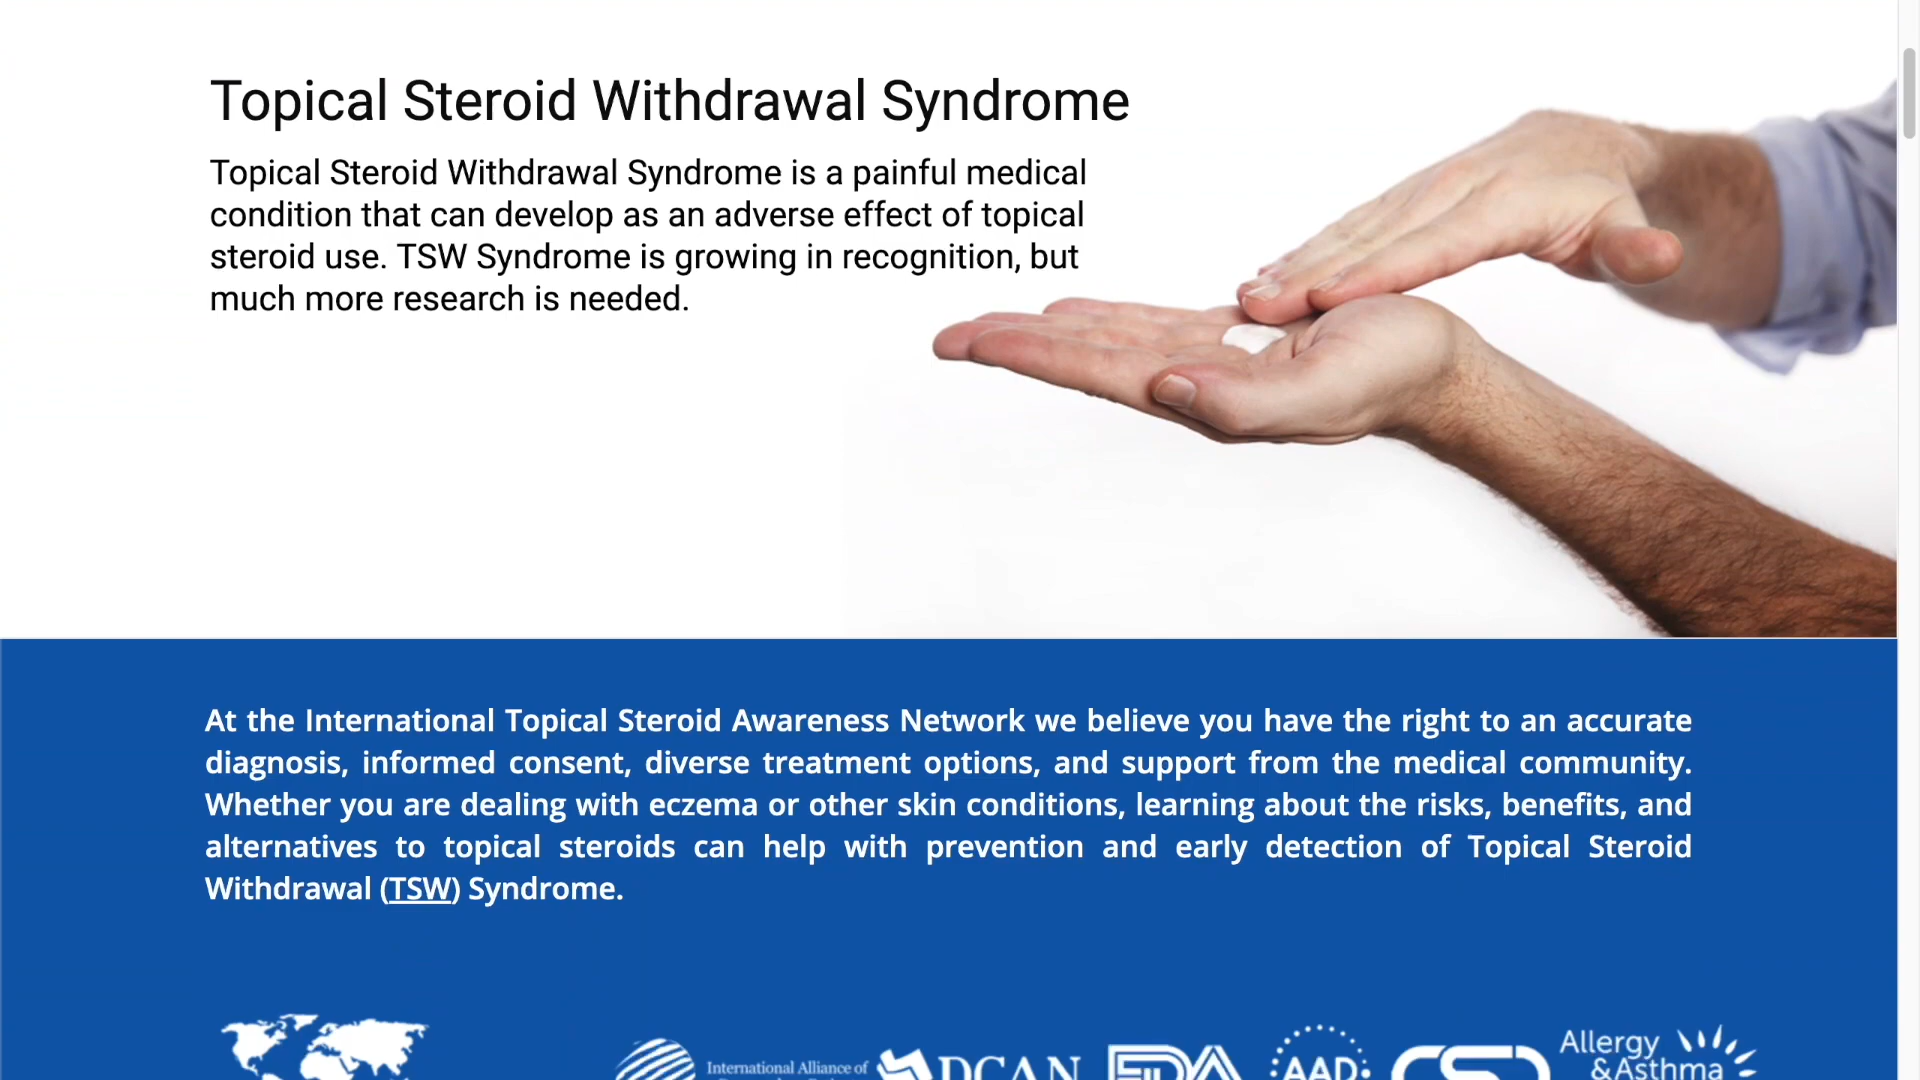 Topical Steroid Withdrawal Syndrome
Topical Steroid Withdrawal Syndrome is a painful medical
condition that can develop as an adverse effect of topical
steroid use. TSW Syndrome is growing in recognition, but
much more research is needed.
At the International Topical Steroid Awareness Network we believe you have the right to an accurate
diagnosis, informed consent, diverse treatment options, and support from the medical community.
Whether you are dealing with eczema or other skin conditions, learning about the risks, benefits, and
alternatives to topical steroids can help with prevention and early detection of Topical Steroid
Withdrawal (TSW) Syndrome.
International Alliance of
DCAN
FDA
AAD
CSD
Allergy
&Asthma